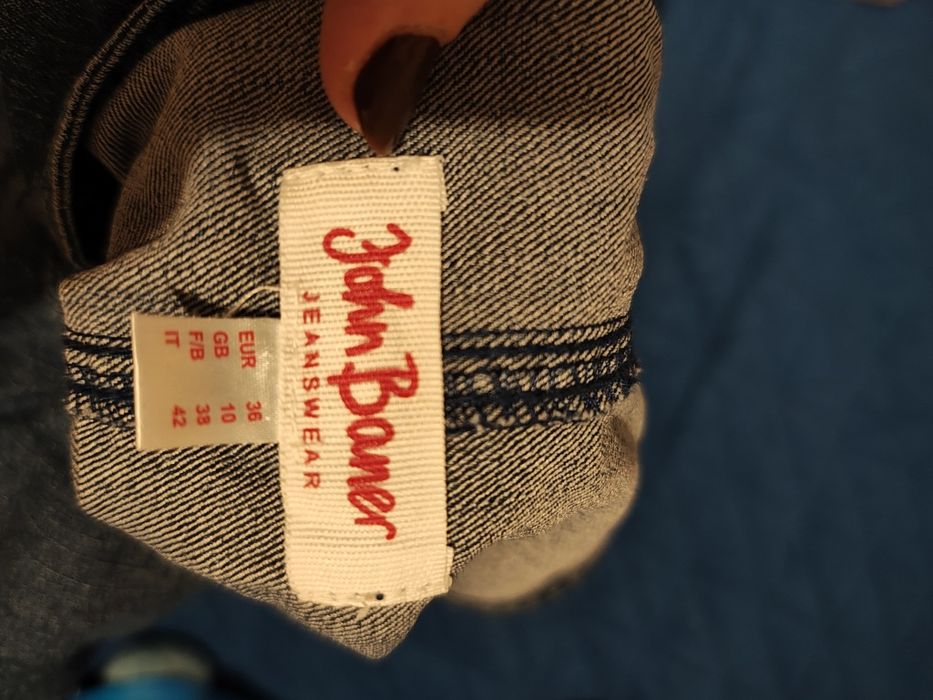 John Baner
JEANSWEAR
EUR 36
GB 10
F/B 38
IT 42